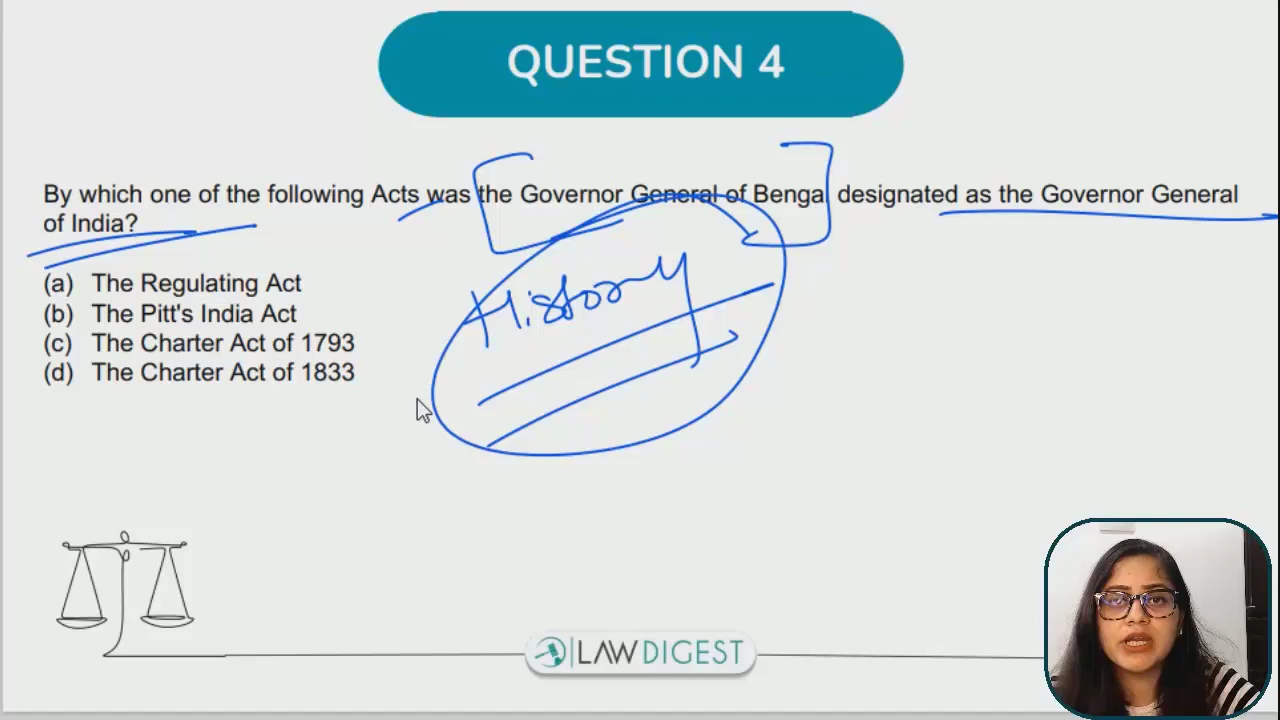 QUESTION 4
By which one of the following Acts was the Governor General of Bengal designated as the Governor General
of India?
(a) The Regulating Act
(b) The Pitt's India Act
(c) The Charter Act of 1793
(d) The Charter Act of 1833
History
LAWDIGEST